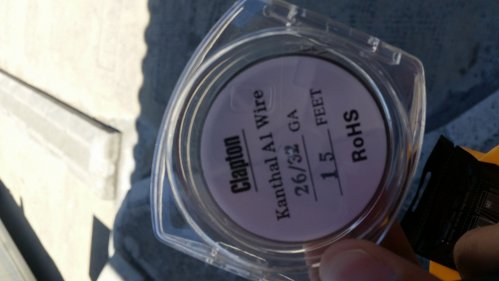 Clapton
Kanthal A1 Wire
26/32 GA
15 FEET
RoHS